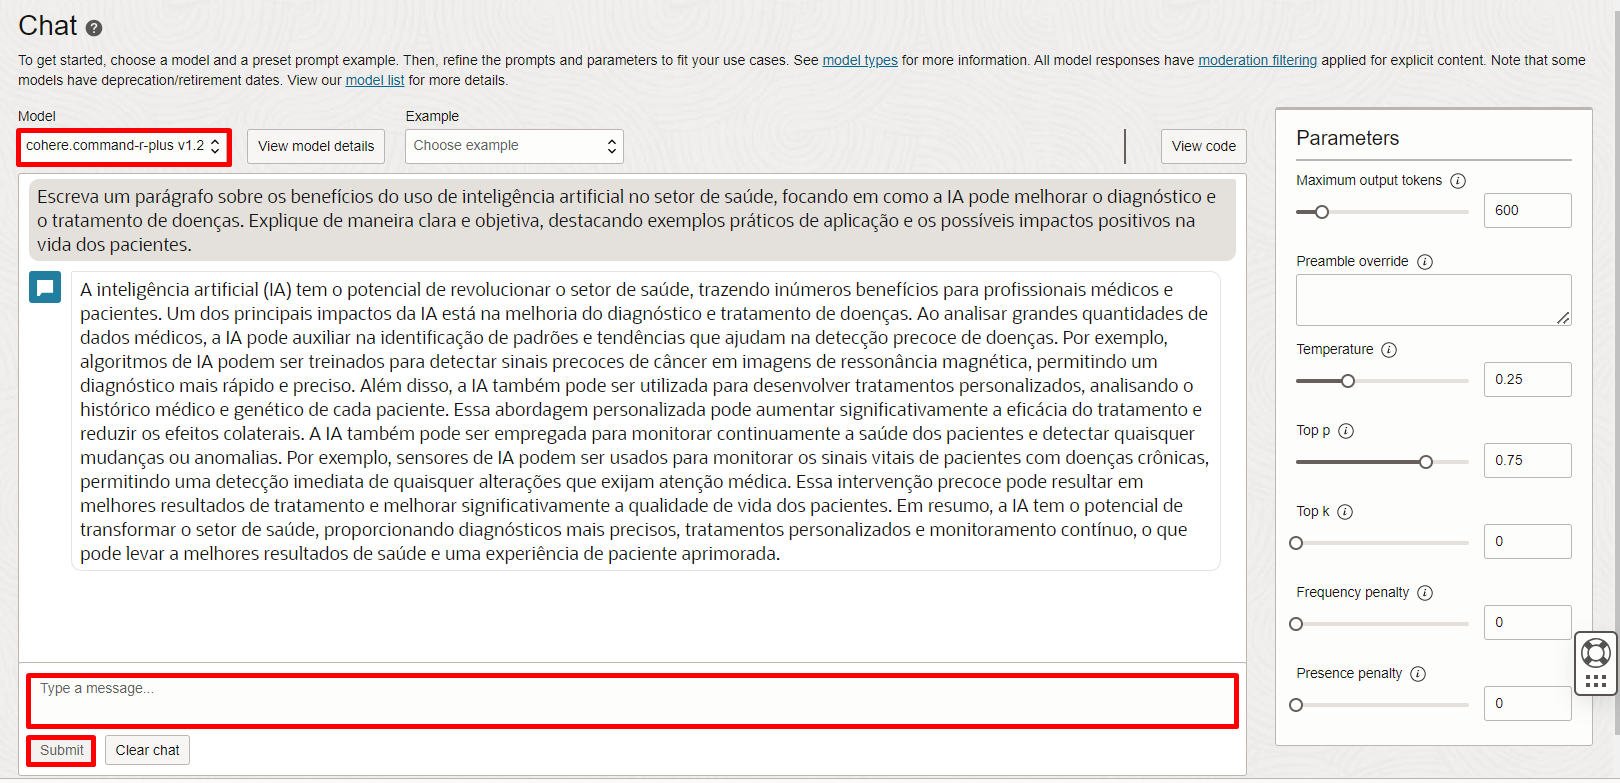 Chat ?
To get started, choose a model and a preset prompt example. Then, refine the prompts and parameters to fit your use cases. See model types for more information. All model responses have moderation filtering applied for explicit content. Note that some
models have deprecation/retirement dates. View our model list for more details.
Model
cohere.command-r-plus v1.2
View model details
Example
Choose example
View code
Escreva um parágrafo sobre os benefícios do uso de inteligência artificial no setor de saúde, focando em como a IA pode melhorar o diagnóstico e
o tratamento de doenças. Explique de maneira clara e objetiva, destacando exemplos práticos de aplicação e os possíveis impactos positivos na
vida dos pacientes.
A inteligência artificial (IA) tem o potencial de revolucionar o setor de saúde, trazendo inúmeros benefícios para profissionais médicos e
pacientes. Um dos principais impactos da IA está na melhoria do diagnóstico e tratamento de doenças. Ao analisar grandes quantidades de
dados médicos, a IA pode auxiliar na identificação de padrões e tendências que ajudam na detecção precoce de doenças. Por exemplo,
algoritmos de IA podem ser treinados para detectar sinais precoces de câncer em imagens de ressonância magnética, permitindo um
diagnóstico mais rápido e preciso. Além disso, a IA também pode ser utilizada para desenvolver tratamentos personalizados, analisando o
histórico médico e genético de cada paciente. Essa abordagem personalizada pode aumentar significativamente a eficácia do tratamento e
reduzir os efeitos colaterais. A IA também pode ser empregada para monitorar continuamente a saúde dos pacientes e detectar quaisquer
mudanças ou anomalias. Por exemplo, sensores de IA podem ser usados para monitorar os sinais vitais de pacientes com doenças crônicas,
permitindo uma detecção imediata de quaisquer alterações que exijam atenção médica. Essa intervenção precoce pode resultar em
melhores resultados de tratamento e melhorar significativamente a qualidade de vida dos pacientes. Em resumo, a IA tem o potencial de
transformar o setor de saúde, proporcionando diagnósticos mais precisos, tratamentos personalizados e monitoramento contínuo, o que
pode levar a melhores resultados de saúde e uma experiência de paciente aprimorada.
Type a message...
Submit
Clear chat
Parameters
Maximum output tokens i
600
Preamble override i
Temperature i
0.25
Top p i
0.75
Top k i
0
Frequency penalty i
0
Presence penalty i
0